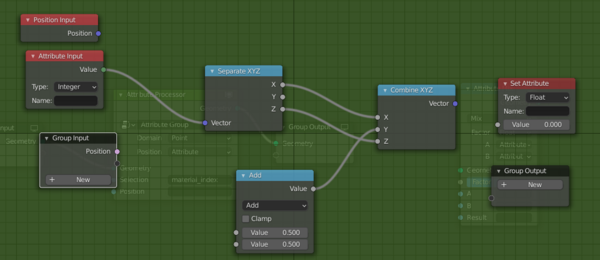 Position Input
Position
Attribute Input
Value
Type: Integer
Name:
Group Input
Position
+ New
Separate XYZ
X
Y
Z
Vector
Attribute Processor
Attribute Group
Domain Point
Position Attribute
Geometry
Selection material_index
Position
Add
Value
Add
Clamp
Value 0.500
Value 0.500
Group Output
Geometry
Combine XYZ
Vector
X
Y
Z
Set Attribute
Type: Float
Name:
Value 0.000
Mix
Factor
A Attribute
B Attribute
Group Output
+ New
A
B
Result